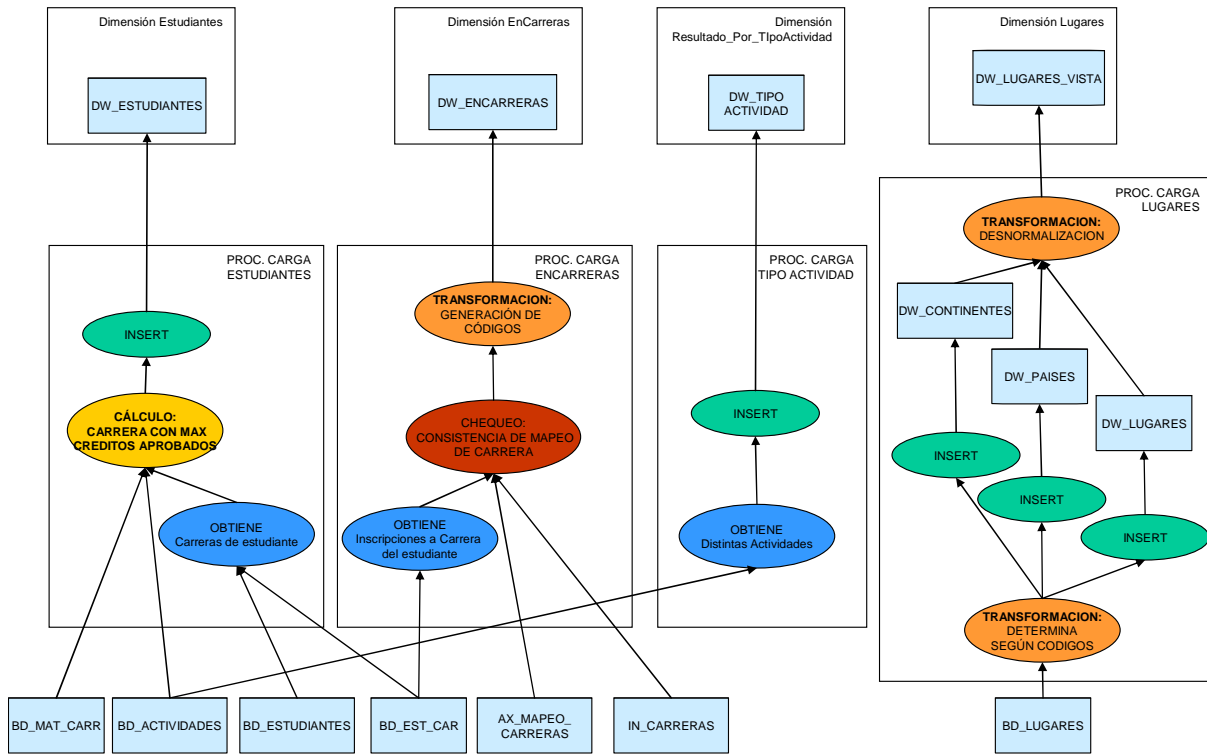 Dimensión Estudiantes
DW_ESTUDIANTES
Dimensión EnCarreras
DW_ENCARRERAS
Dimensión
Resultado_Por_TIpoActividad
DW_TIPO
ACTIVIDAD
Dimensión Lugares
DW_LUGARES_VISTA
PROC. CARGA
ESTUDIANTES
INSERT
CÁLCULO:
CARRERA CON MAX
CREDITOS APROBADOS
OBTIENE
Carreras de estudiante
PROC. CARGA
ENCARRERAS
TRANSFORMACION:
GENERACIÓN DE
CÓDIGOS
CHEQUEO:
CONSISTENCIA DE MAPEO
DE CARRERA
OBTIENE
Inscripciones a Carrera
del estudiante
PROC. CARGA
TIPO ACTIVIDAD
INSERT
OBTIENE
Distintas Actividades
PROC. CARGA
LUGARES
TRANSFORMACION:
DESNORMALIZACION
DW_CONTINENTES
DW_PAISES
DW_LUGARES
INSERT
INSERT
INSERT
TRANSFORMACION:
DETERMINA
SEGÚN CODIGOS
BD_MAT_CARR
BD_ACTIVIDADES
BD_ESTUDIANTES
BD_EST_CAR
AX_MAPEO_
CARRERAS
IN_CARRERAS
BD_LUGARES